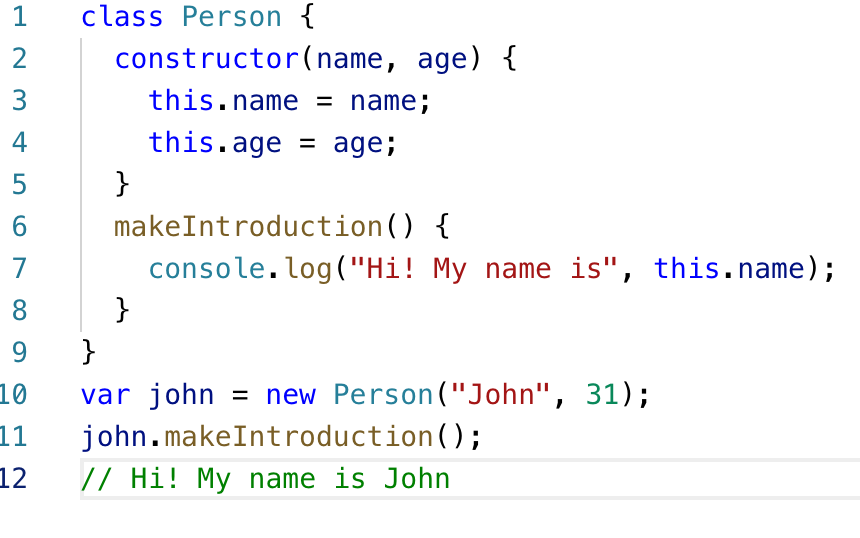 1 class Person {
2   constructor(name, age) {
3     this.name = name;
4     this.age = age;
5   }
6   makeIntroduction() {
7     console.log("Hi! My name is", this.name);
8   }
9 }
10 var john = new Person("John", 31);
11 john.makeIntroduction();
12 // Hi! My name is John